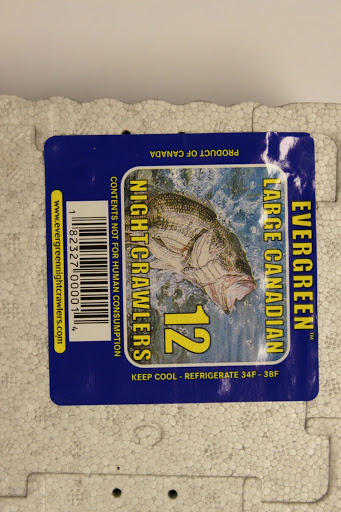 EVERGREEN™
LARGE CANADIAN
12
NIGHTCRAWLERS
CONTENTS NOT FOR HUMAN CONSUMPTION
PRODUCT OF CANADA
KEEP COOL - REFRIGERATE 34F - 38F
1 82327 00001 4
www.evergreennightcrawlers.com